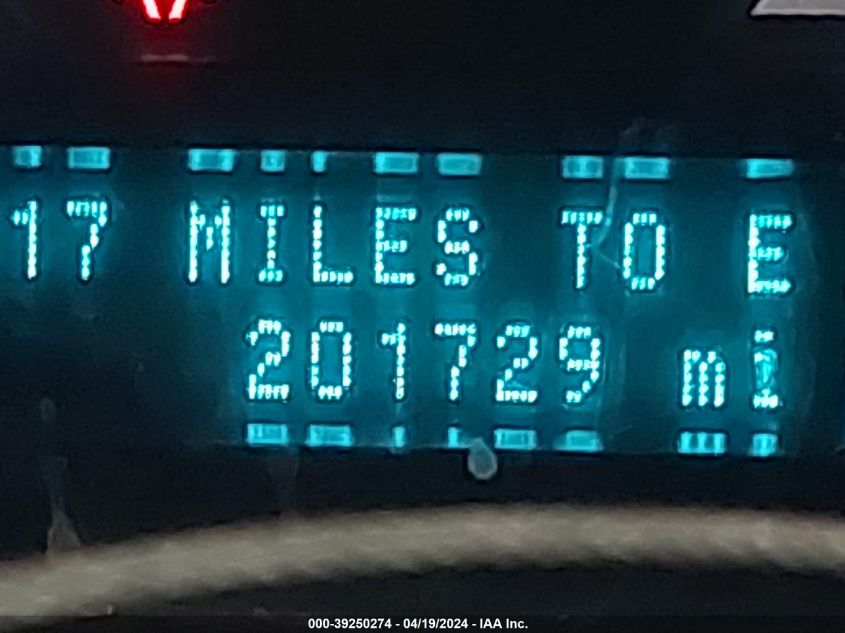 17 MILES TO E
201729 mi
000-39250274 - 04/19/2024 - IAA Inc.